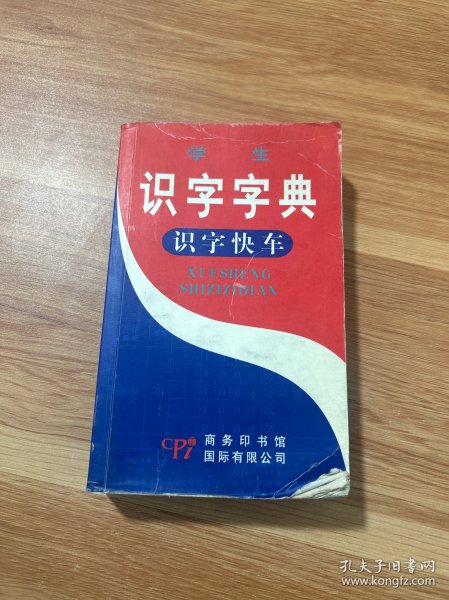 学 生
识字字典
识字快车
XUESHENG
SHIZIZIDIAN
CPi
商务印书馆
国际有限公司
孔夫子旧书网
www.kongfz.com